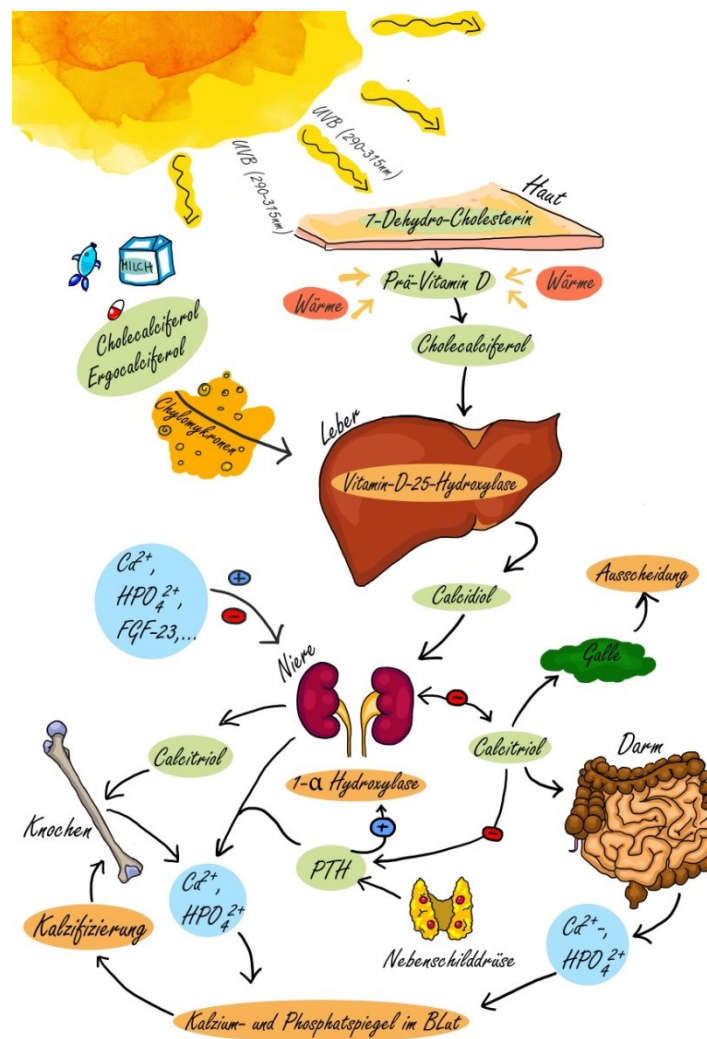 UVB (290-315nm)
UVB (290-315nm)
Haut
7-Dehydro-Cholesterin
MILCH
Prä-Vitamin D
Wärme
Wärme
Cholecalciferol
Ergocalciferol
Cholecalciferol
Chylomykronen
Leber
Vitamin-D-25-Hydroxylase
Ca²⁺,
HPO₄²⁺,
FGF-23,...
+
-
Calcidiol
Ausscheidung
Galle
Niere
-
Calcitriol
Calcitriol
Darm
1-α Hydroxylase
+
-
Knochen
PTH
Ca²⁺,
HPO₄²⁺
Kalzifizierung
Nebenschilddrüse
Ca²⁺-,
HPO₄²⁺
Kalzium- und Phosphatspiegel im BLut